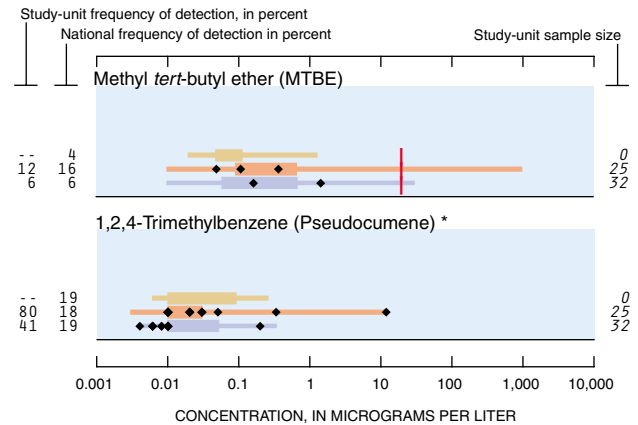 Study-unit frequency of detection, in percent
National frequency of detection in percent
Study-unit sample size
Methyl tert-butyl ether (MTBE)
-- 4 0
12 16 25
6 6 32
1,2,4-Trimethylbenzene (Pseudocumene) *
-- 19 0
80 18 25
41 19 32
0.001 0.01 0.1 1 10 100 1,000 10,000
CONCENTRATION, IN MICROGRAMS PER LITER